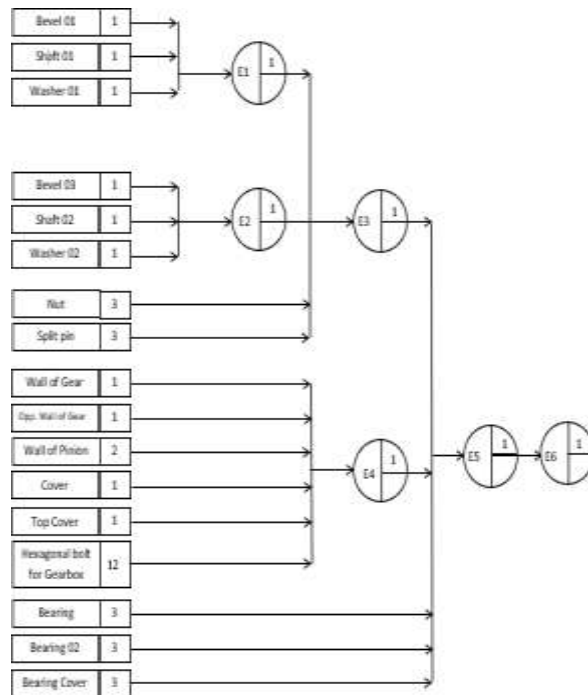 Bevel 01 1
Shaft 01 1
E1 1
Washer 01 1
Bevel 03 1
Shaft 02 1
E2 1
E3 1
Washer 02 1
Nut 3
Split pin 3
Wall of Gear 1
Opp. Wall of Gear 1
Wall of Pinion 2
E4 1
E5 1
E6 1
Cover 1
Top Cover 1
Hexagonal bolt
for Gearbox 12
Bearing 3
Bearing 02 3
Bearing Cover 3